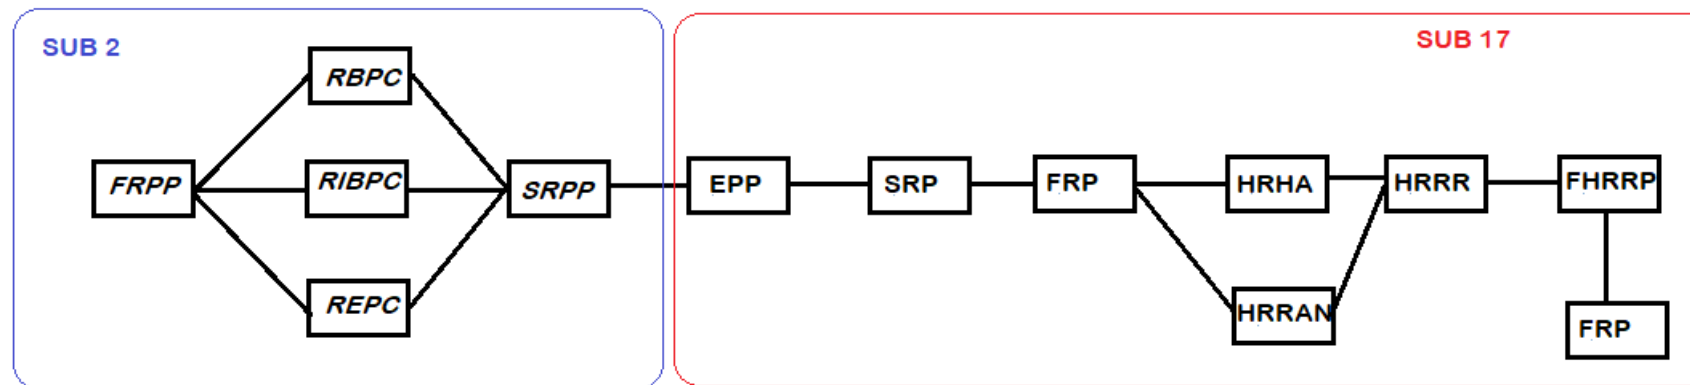 SUB 2
SUB 17
RBPC
FRPP
RIBPC
SRPP
EPP
SRP
FRP
HRHA
HRRR
FHRRP
REPC
HRRAN
FRP